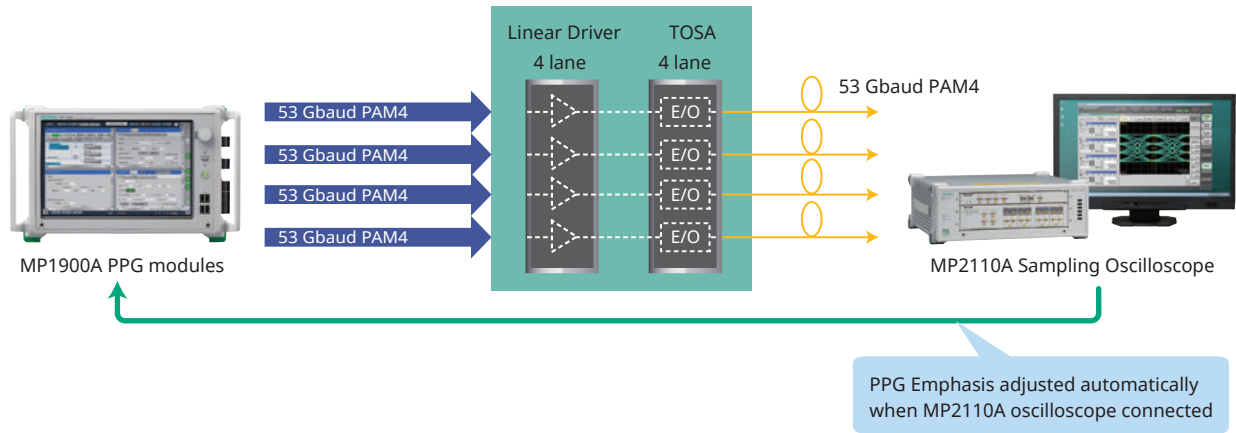 Linear Driver
4 lane
TOSA
4 lane
53 Gbaud PAM4
53 Gbaud PAM4
53 Gbaud PAM4
53 Gbaud PAM4
E/O
E/O
E/O
E/O
53 Gbaud PAM4
MP1900A PPG modules
MP2110A Sampling Oscilloscope
PPG Emphasis adjusted automatically
when MP2110A oscilloscope connected